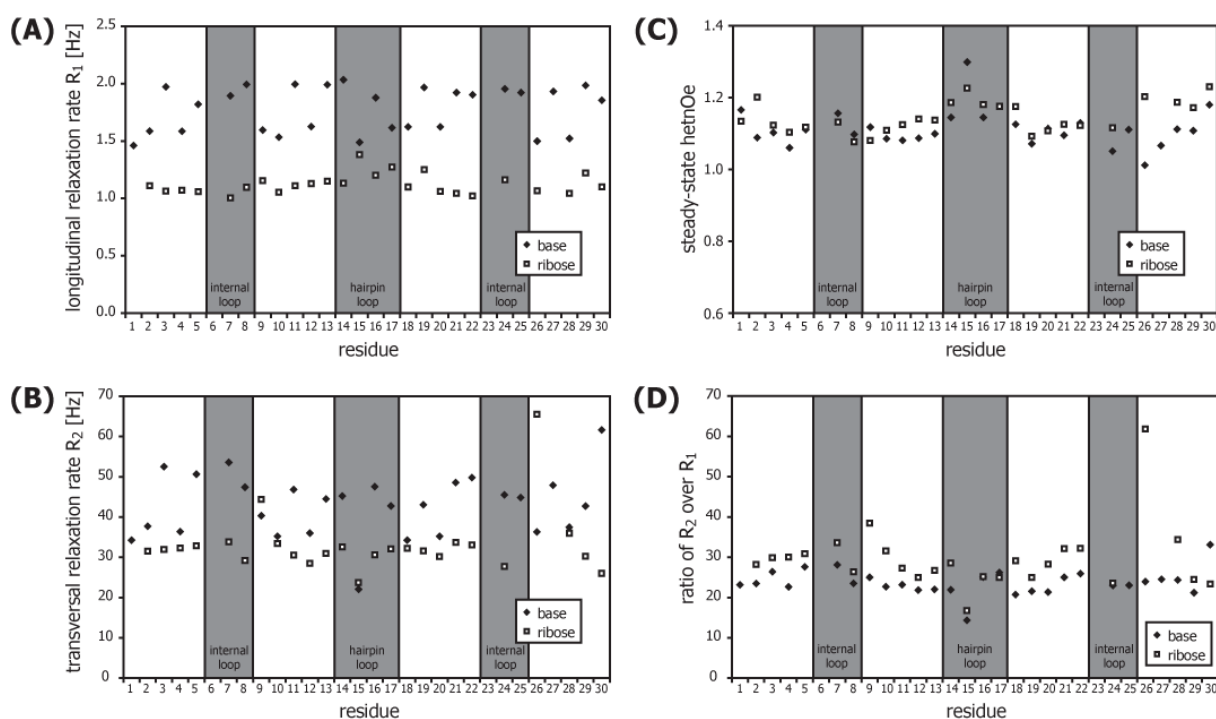 (A)
longitudinal relaxation rate R1 [Hz]
2.5
2.0
1.5
1.0
0.5
0.0
internal
loop
hairpin
loop
internal
loop
base
ribose
1 2 3 4 5 6 7 8 9 10 11 12 13 14 15 16 17 18 19 20 21 22 23 24 25 26 27 28 29 30
residue
(C)
steady-state hetnOe
1.4
1.2
1.0
0.8
0.6
internal
loop
hairpin
loop
internal
loop
base
ribose
1 2 3 4 5 6 7 8 9 10 11 12 13 14 15 16 17 18 19 20 21 22 23 24 25 26 27 28 29 30
residue
(B)
transversal relaxation rate R2 [Hz]
70
60
50
40
30
20
10
0
internal
loop
hairpin
loop
internal
loop
base
ribose
1 2 3 4 5 6 7 8 9 10 11 12 13 14 15 16 17 18 19 20 21 22 23 24 25 26 27 28 29 30
residue
(D)
ratio of R2 over R1
70
60
50
40
30
20
10
0
internal
loop
hairpin
loop
internal
loop
base
ribose
1 2 3 4 5 6 7 8 9 10 11 12 13 14 15 16 17 18 19 20 21 22 23 24 25 26 27 28 29 30
residue